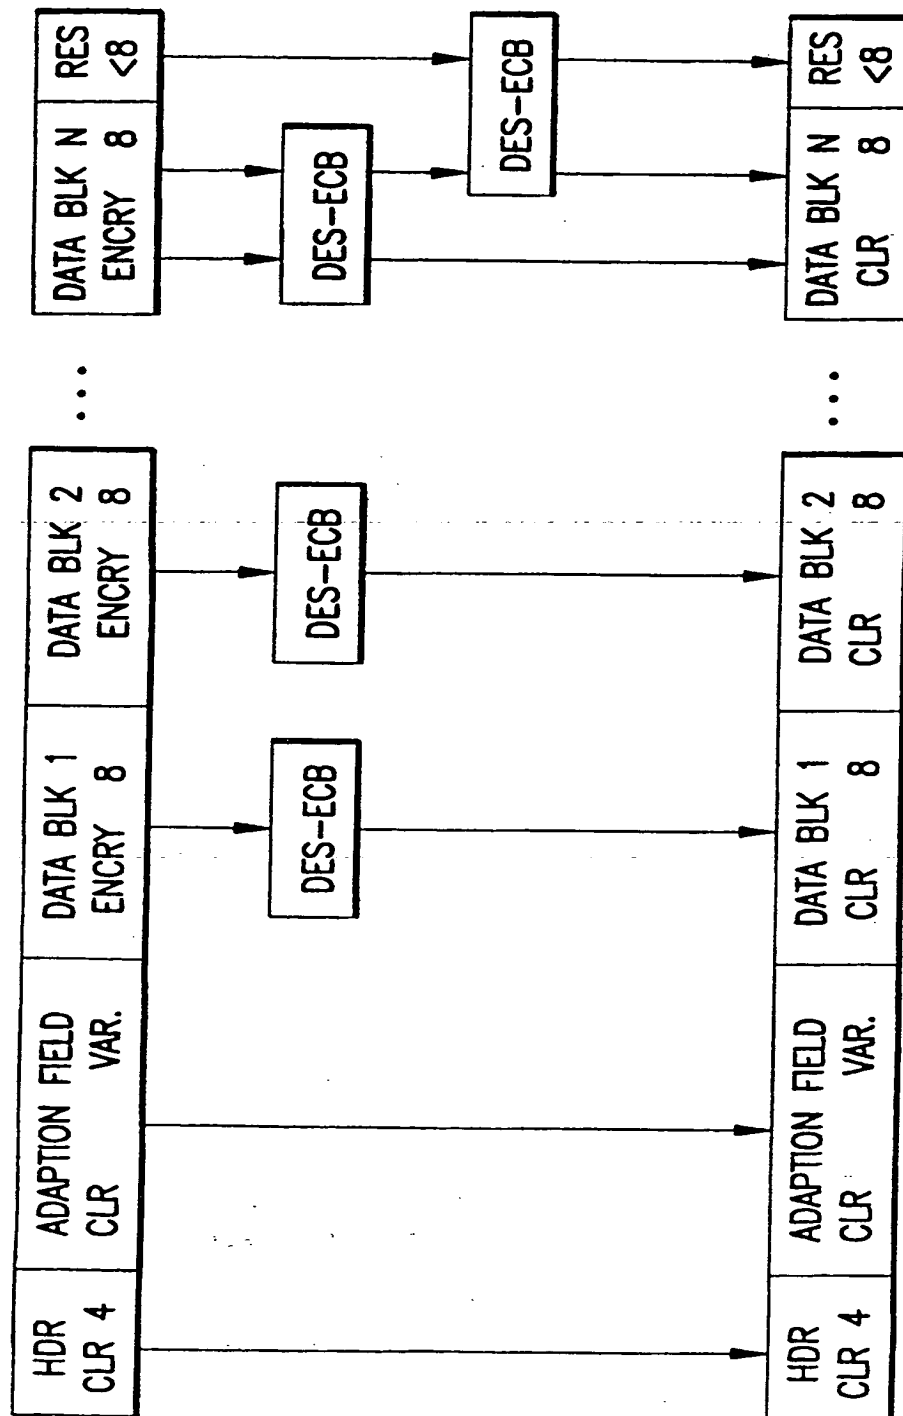 HDR
CLR 4
ADAPTION FIELD
CLR VAR.
DATA BLK 1
ENCRY 8
DATA BLK 2
ENCRY 8
...
DATA BLK N
ENCRY 8
RES
<8
DES-ECB
DES-ECB
DES-ECB
DES-ECB
HDR
CLR 4
ADAPTION FIELD
CLR VAR.
DATA BLK 1
CLR 8
DATA BLK 2
CLR 8
...
DATA BLK N
CLR 8
RES
<8